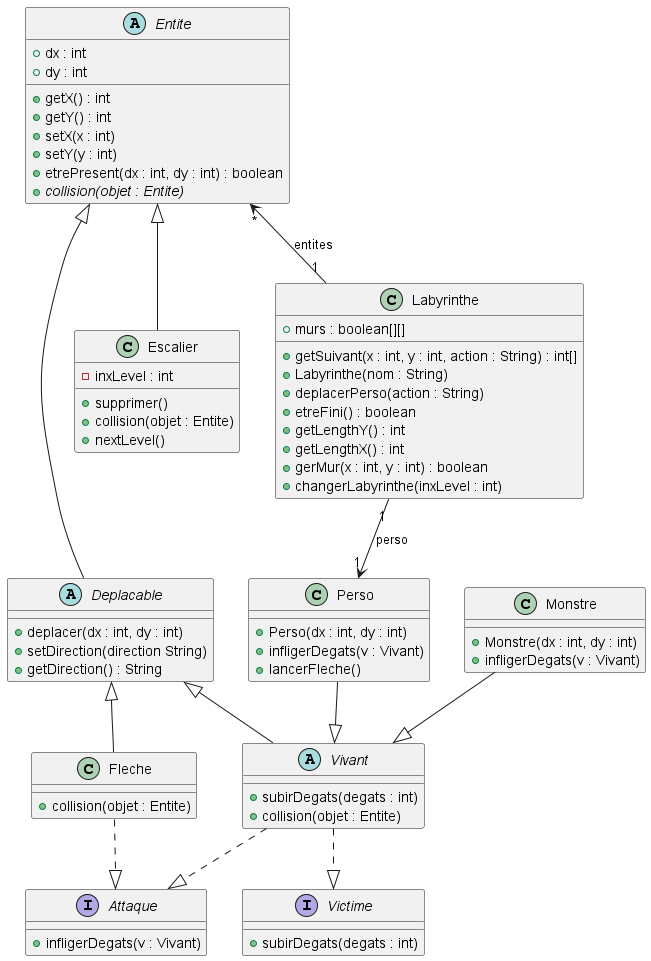 A Entite
dx : int
dy : int
getX() : int
getY() : int
setX(x : int)
setY(y : int)
etrePresent(dx : int, dy : int) : boolean
collision(objet : Entite)
*
entites
1
C Labyrinthe
murs : boolean[][]
getSuivant(x : int, y : int, action : String) : int[]
Labyrinthe(nom : String)
deplacerPerso(action : String)
etreFini() : boolean
getLengthY() : int
getLengthX() : int
gerMur(x : int, y : int) : boolean
changerLabyrinthe(inxLevel : int)
C Escalier
inxLevel : int
supprimer()
collision(objet : Entite)
nextLevel()
1
perso
1
A Deplacable
deplacer(dx : int, dy : int)
setDirection(direction String)
getDirection() : String
C Perso
Perso(dx : int, dy : int)
infligerDegats(v : Vivant)
lancerFleche()
C Monstre
Monstre(dx : int, dy : int)
infligerDegats(v : Vivant)
C Fleche
collision(objet : Entite)
A Vivant
subirDegats(degats : int)
collision(objet : Entite)
I Attaque
infligerDegats(v : Vivant)
I Victime
subirDegats(degats : int)